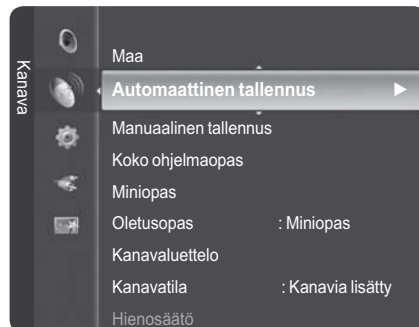 Kanava
Maa
Automaattinen tallennus
Manuaalinen tallennus
Koko ohjelmaopas
Miniopas
Oletusopas : Miniopas
Kanavaluettelo
Kanavatila : Kanavia lisätty
Hienosäätö